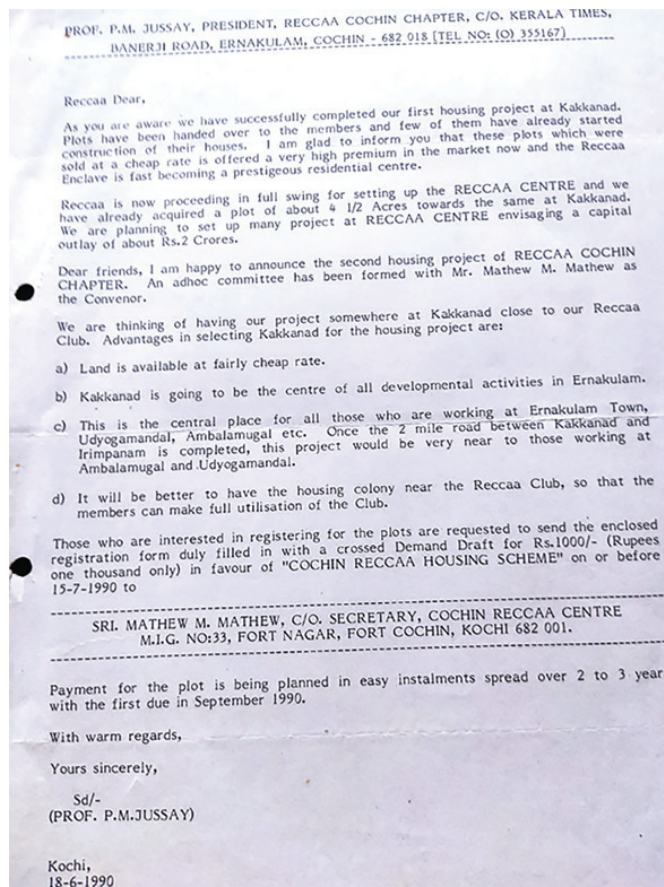 PROF. P.M. JUSSAY, PRESIDENT, RECCAA COCHIN CHAPTER, C/O. KERALA TIMES,
BANERJI ROAD, ERNAKULAM, COCHIN - 682 018 [TEL NO: (O) 355167)
Reccaa Dear,
As you are aware we have successfully completed our first housing project at Kakkanad.
Plots have been handed over to the members and few of them have already started
construction of their houses. I am glad to inform you that these plots which were
sold at a cheap rate is offered a very high premium in the market now and the Reccaa
Enclave is fast becoming a prestigeous residential centre.
Reccaa is now proceeding in full swing for setting up the RECCAA CENTRE and we
have already acquired a plot of about 4 1/2 Acres towards the same at Kakkanad.
We are planning to set up many project at RECCAA CENTRE envisaging a capital
outlay of about Rs.2 Crores.
Dear friends, I am happy to announce the second housing project of RECCAA COCHIN
CHAPTER. An adhoc committee has been formed with Mr. Mathew M. Mathew as
the Convenor.
We are thinking of having our project somewhere at Kakkanad close to our Reccaa
Club. Advantages in selecting Kakkanad for the housing project are:
a) Land is available at fairly cheap rate.
b) Kakkanad is going to be the centre of all developmental activities in Ernakulam.
c) This is the central place for all those who are working at Ernakulam Town,
Udyogamandal, Ambalamugal etc. Once the 2 mile road between Kakkanad and
Irimpanam is completed, this project would be very near to those working at
Ambalamugal and Udyogamandal.
d) It will be better to have the housing colony near the Reccaa Club, so that the
members can make full utilisation of the Club.
Those who are interested in registering for the plots are requested to send the enclosed
registration form duly filled in with a crossed Demand Draft for Rs.1000/- (Rupees
one thousand only) in favour of "COCHIN RECCAA HOUSING SCHEME" on or before
15-7-1990 to
SRI. MATHEW M. MATHEW, C/O. SECRETARY, COCHIN RECCAA CENTRE
M.I.G. NO:33, FORT NAGAR, FORT COCHIN, KOCHI 682 001.
Payment for the plot is being planned in easy instalments spread over 2 to 3 year
with the first due in September 1990.
With warm regards,
Yours sincerely,
Sd/-
(PROF. P.M.JUSSAY)
Kochi,
18-6-1990